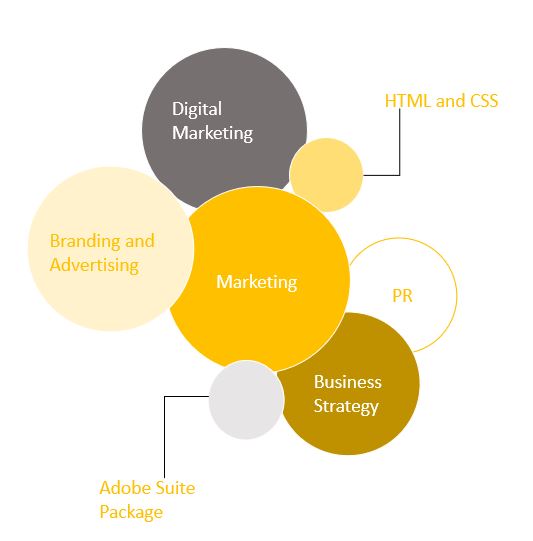 Digital
Marketing
HTML and CSS
Branding and
Advertising
Marketing
PR
Business
Strategy
Adobe Suite
Package